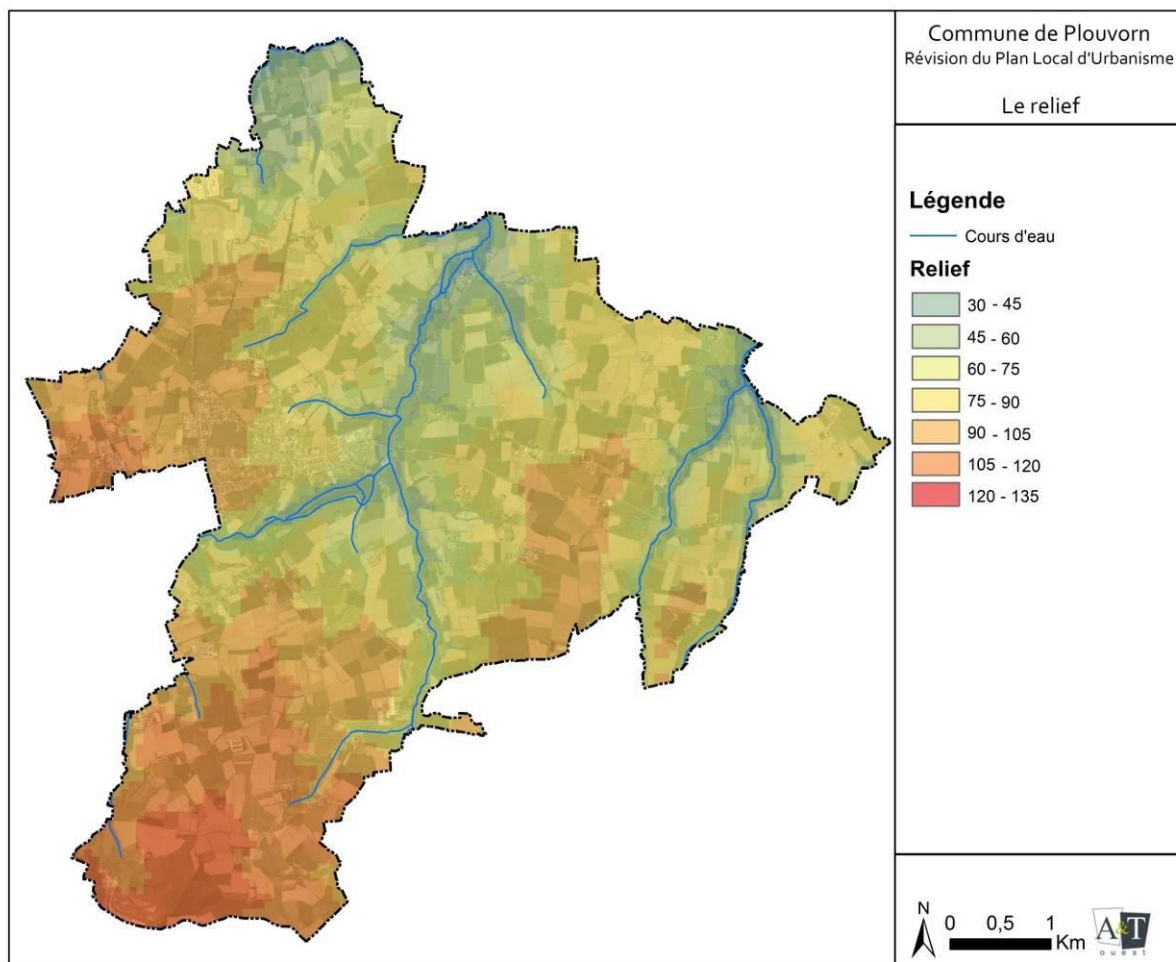 Commune de Plouvorn
Révision du Plan Local d'Urbanisme
Le relief
Légende
Cours d'eau
Relief
30 - 45
45 - 60
60 - 75
75 - 90
90 - 105
105 - 120
120 - 135
N
0 0,5 1
Km
A&T
ouest